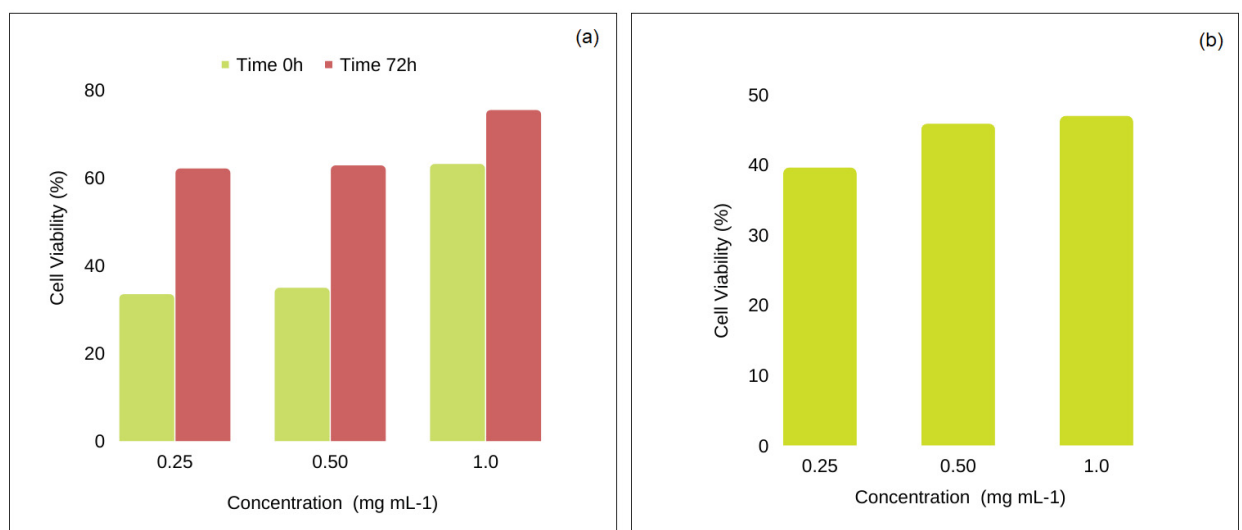 (a)
Time 0h Time 72h
80
60
40
20
0
Cell Viability (%)
0.25 0.50 1.0
Concentration (mg mL-1)
(b)
50
40
30
20
10
0
Cell Viability (%)
0.25 0.50 1.0
Concentration (mg mL-1)